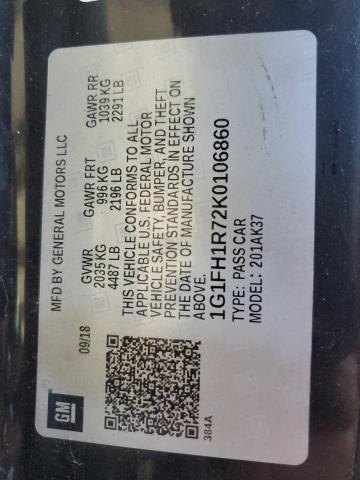 MFD BY GENERAL MOTORS LLC
09/18
GVWR GAWR FRT GAWR RR
2035 KG 996 KG 1039 KG
4487 LB 2196 LB 2291 LB
THIS VEHICLE CONFORMS TO ALL
APPLICABLE U.S. FEDERAL MOTOR
VEHICLE SAFETY, BUMPER, AND THEFT
PREVENTION STANDARDS IN EFFECT ON
THE DATE OF MANUFACTURE SHOWN
ABOVE.
1G1FH1R72K0106860
TYPE: PASS CAR
MODEL: 201AK37
GM
384A